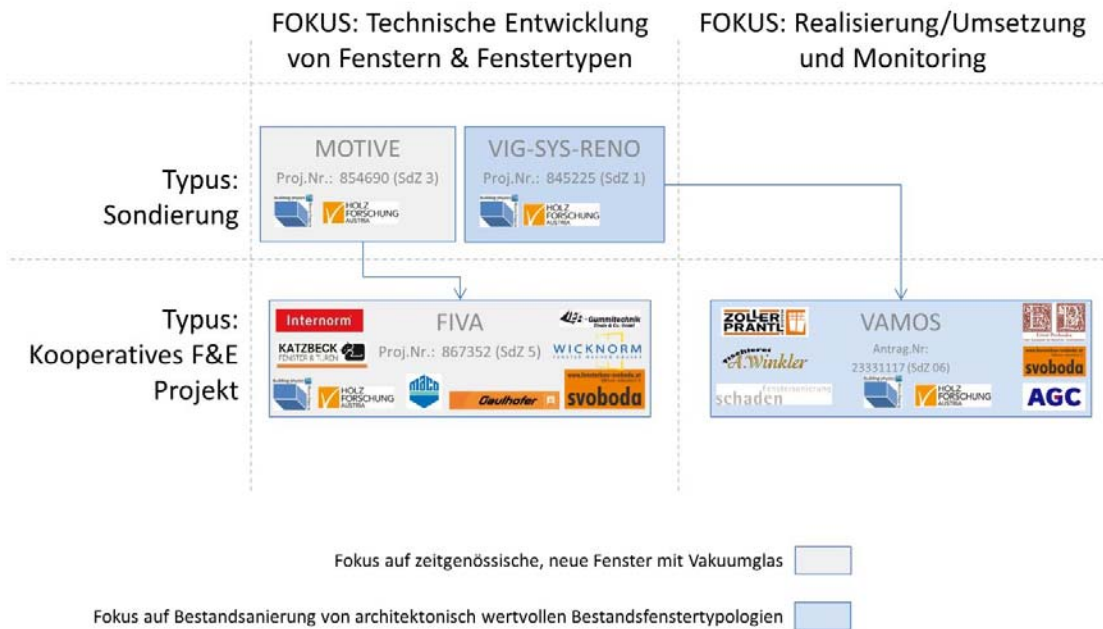 FOKUS: Technische Entwicklung
von Fenstern & Fenstertypen
FOKUS: Realisierung/Umsetzung
und Monitoring
Typus:
Sondierung
MOTIVE
Proj.Nr.: 854690 (SdZ 3)
HOLZ
FORSCHUNG
AUSTRIA
VIG-SYS-RENO
Proj.Nr.: 845225 (SdZ 1)
HOLZ
FORSCHUNG
AUSTRIA
Typus:
Kooperatives F&E
Projekt
Internorm
KATZBECK
FENSTER & TÜREN
FIVA
Proj.Nr.: 867352 (SdZ 5)
-Gummitechnik
WICKNORM
HOLZ
FORSCHUNG
AUSTRIA
maco
Gaulhofer
svoboda
ZOLLER
PRANTL
Tischlerei
A.Winkler
Fenstersanierung
schaden
VAMOS
Antrag.Nr:
23331117 (SdZ 06)
HOLZ
FORSCHUNG
AUSTRIA
svoboda
AGC
Fokus auf zeitgenössische, neue Fenster mit Vakuumglas
Fokus auf Bestandsanierung von architektonisch wertvollen Bestandsfenstertypologien